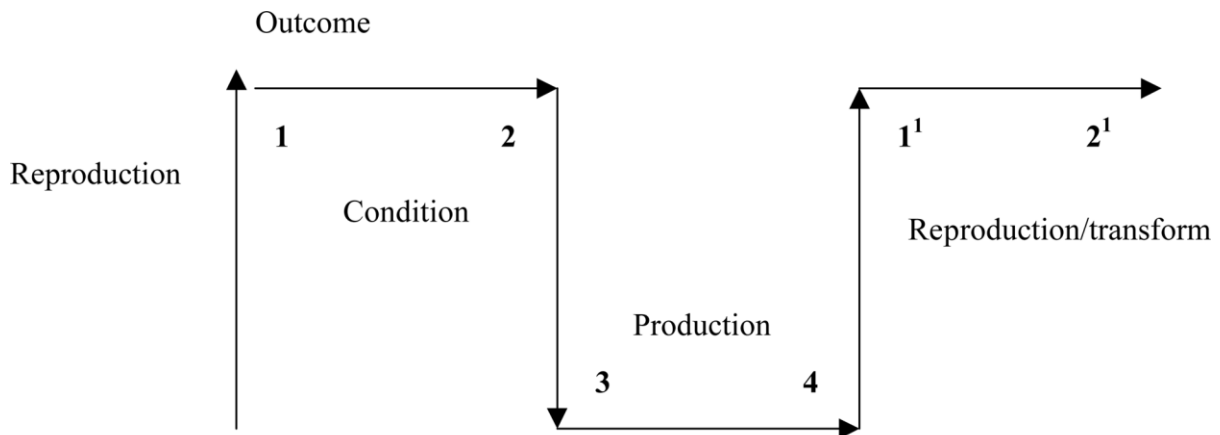 Outcome
1 2 1¹ 2¹
Reproduction
Condition
Reproduction/transform
Production
3 4